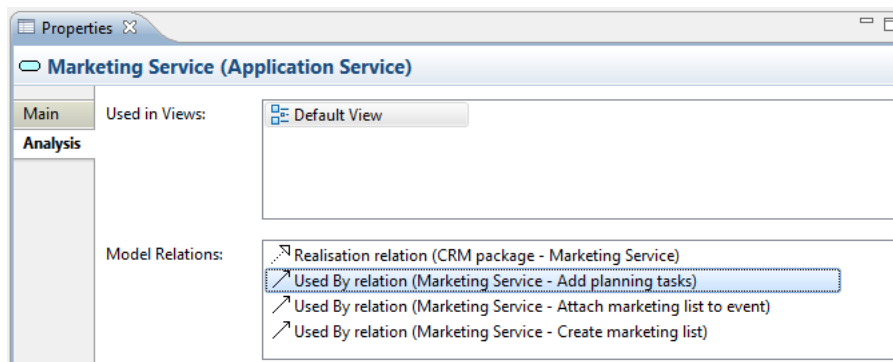 Properties
Marketing Service (Application Service)
Main
Used in Views:
Default View
Analysis
Model Relations:
Realisation relation (CRM package - Marketing Service)
Used By relation (Marketing Service - Add planning tasks)
Used By relation (Marketing Service - Attach marketing list to event)
Used By relation (Marketing Service - Create marketing list)